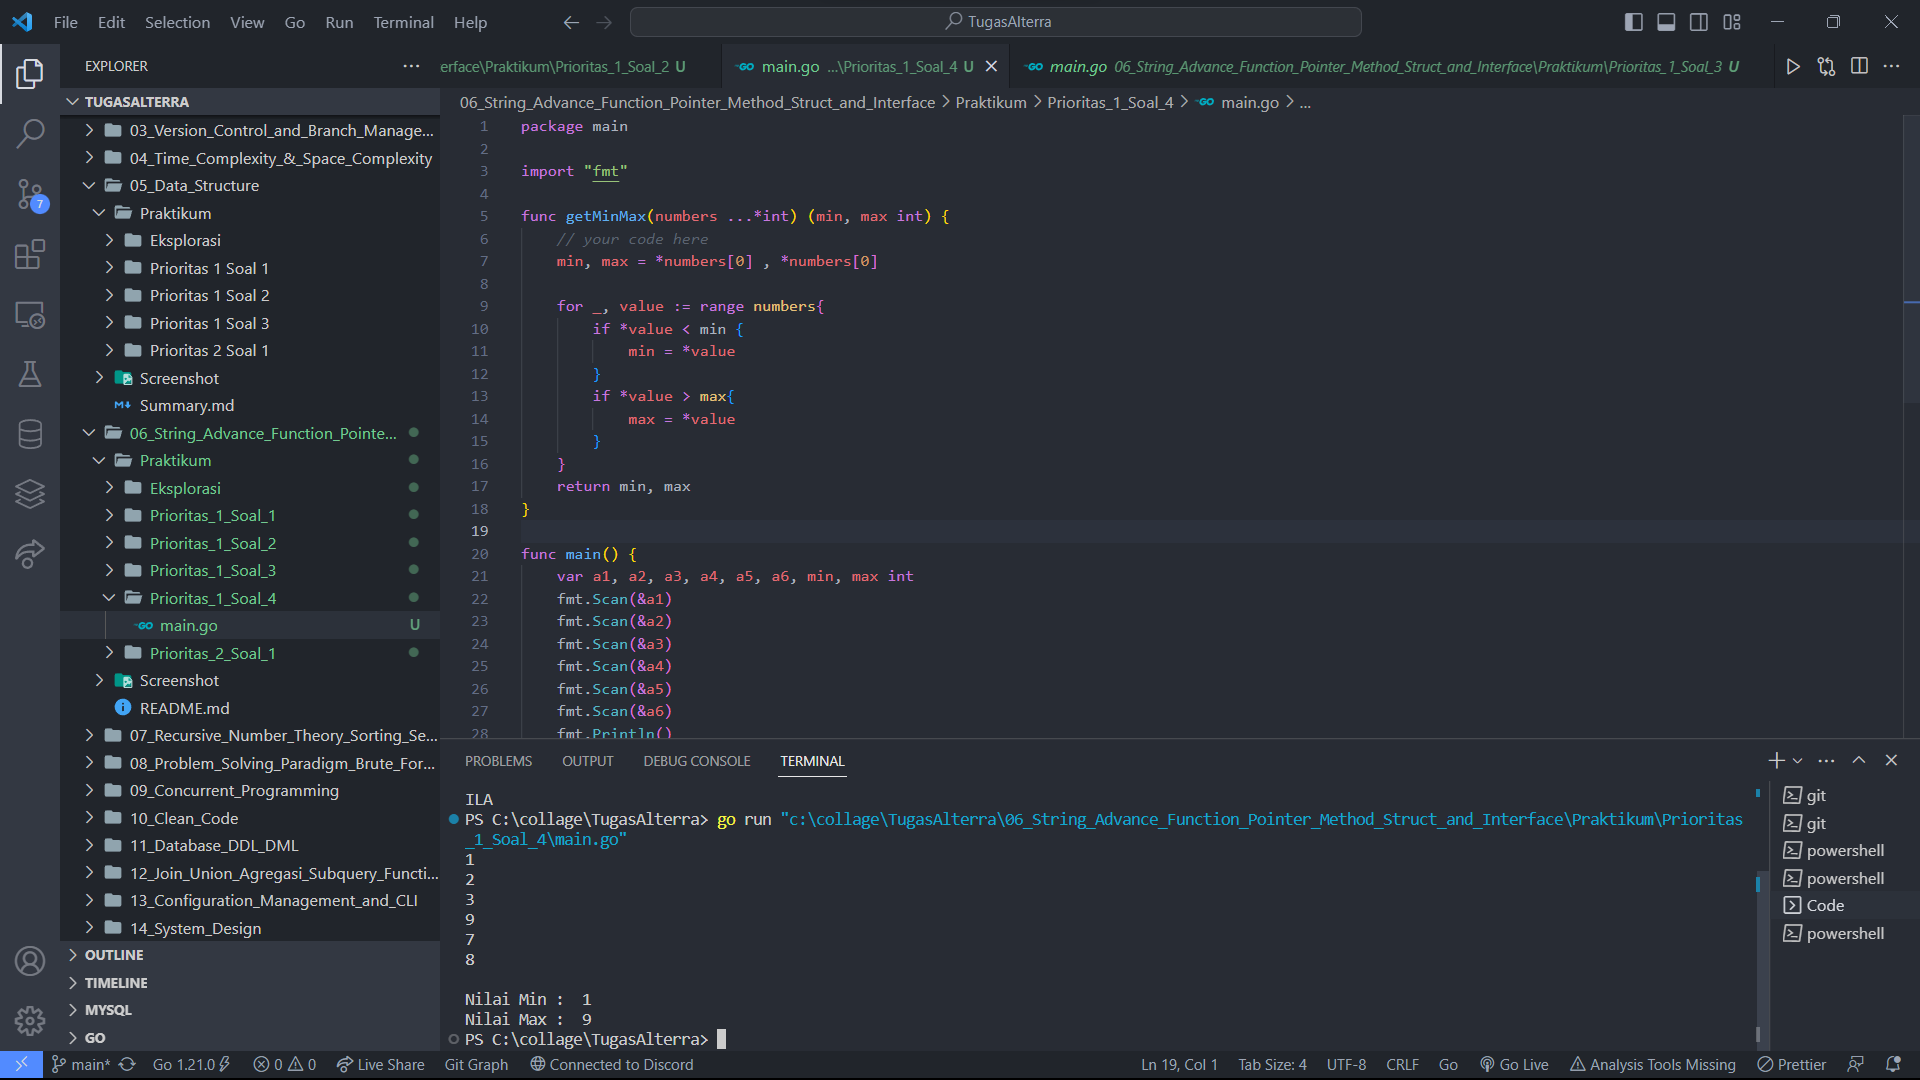 File Edit Selection View Go Run Terminal Help TugasAlterra
EXPLORER
erface\Praktikum\Prioritas_1_Soal_2 U
main.go ...\Prioritas_1_Soal_4 U
main.go 06_String_Advance_Function_Pointer_Method_Struct_and_Interface\Praktikum\Prioritas_1_Soal_3 U
TUGASALTERRA
03_Version_Control_and_Branch_Manage...
04_Time_Complexity_&_Space_Complexity
05_Data_Structure
Praktikum
Eksplorasi
Prioritas 1 Soal 1
Prioritas 1 Soal 2
Prioritas 1 Soal 3
Prioritas 2 Soal 1
Screenshot
Summary.md
06_String_Advance_Function_Pointe...
Praktikum
Eksplorasi
Prioritas_1_Soal_1
Prioritas_1_Soal_2
Prioritas_1_Soal_3
Prioritas_1_Soal_4
main.go U
Prioritas_2_Soal_1
Screenshot
README.md
07_Recursive_Number_Theory_Sorting_Se...
08_Problem_Solving_Paradigm_Brute_For...
09_Concurrent_Programming
10_Clean_Code
11_Database_DDL_DML
12_Join_Union_Agregasi_Subquery_Functi...
13_Configuration_Management_and_CLI
14_System_Design
OUTLINE
TIMELINE
MYSQL
GO
7
06_String_Advance_Function_Pointer_Method_Struct_and_Interface > Praktikum > Prioritas_1_Soal_4 > main.go > ...
1 package main
2
3 import "fmt"
4
5 func getMinMax(numbers ...*int) (min, max int) {
6 // your code here
7 min, max = *numbers[0] , *numbers[0]
8
9 for _, value := range numbers{
10 if *value < min {
11 min = *value
12 }
13 if *value > max{
14 max = *value
15 }
16 }
17 return min, max
18 }
19
20 func main() {
21 var a1, a2, a3, a4, a5, a6, min, max int
22 fmt.Scan(&a1)
23 fmt.Scan(&a2)
24 fmt.Scan(&a3)
25 fmt.Scan(&a4)
26 fmt.Scan(&a5)
27 fmt.Scan(&a6)
28 fmt.Println()
PROBLEMS OUTPUT DEBUG CONSOLE TERMINAL
ILA
PS C:\collage\TugasAlterra> go run "c:\collage\TugasAlterra\06_String_Advance_Function_Pointer_Method_Struct_and_Interface\Praktikum\Prioritas
_1_Soal_4\main.go"
1
2
3
9
7
8
Nilai Min : 1
Nilai Max : 9
PS C:\collage\TugasAlterra>
git
git
powershell
powershell
Code
powershell
main* Go 1.21.0 0 0 Live Share Git Graph Connected to Discord Ln 19, Col 1 Tab Size: 4 UTF-8 CRLF Go Go Live Analysis Tools Missing Prettier